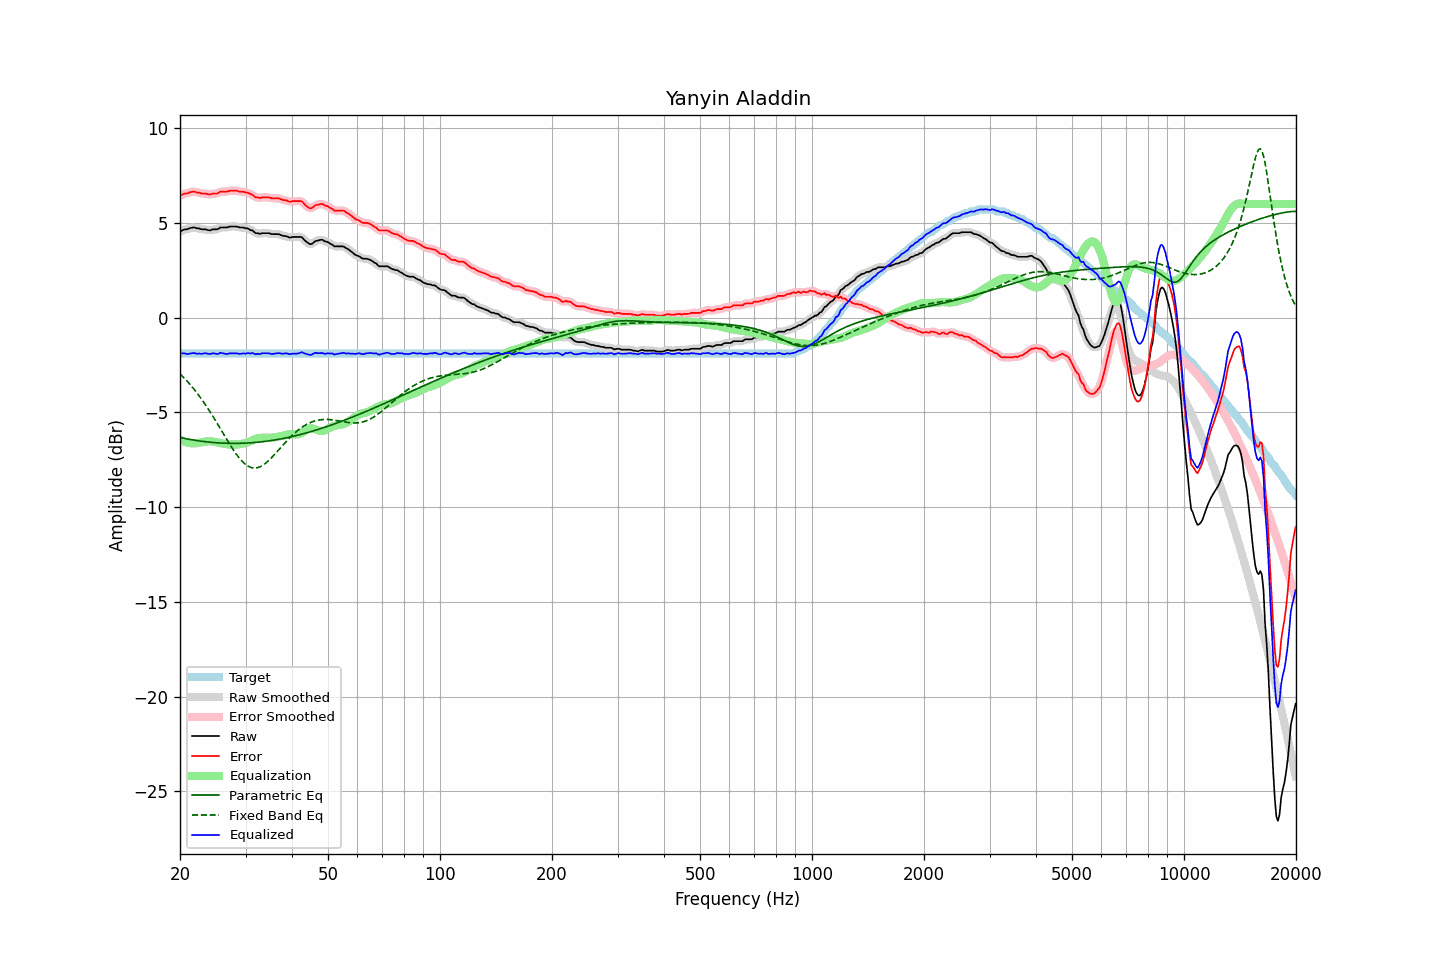 Yanyin Aladdin
10
5
0
−5
−10
−15
−20
−25
Amplitude (dBr)
Target
Raw Smoothed
Error Smoothed
Raw
Error
Equalization
Parametric Eq
Fixed Band Eq
Equalized
20 50 100 200 500 1000 2000 5000 10000 20000
Frequency (Hz)